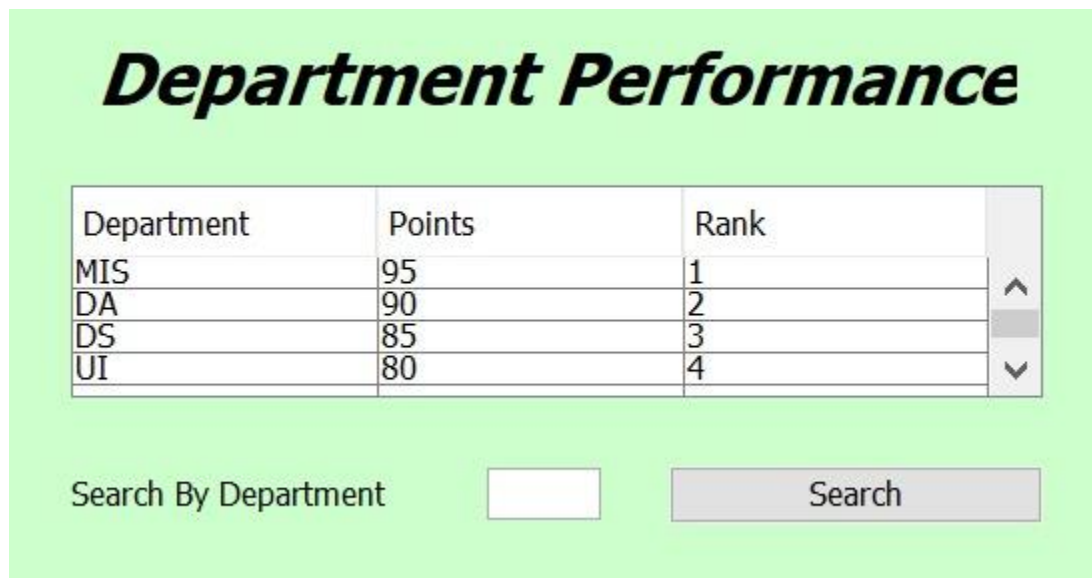 Department Performance
Department Points Rank
MIS 95 1
DA 90 2
DS 85 3
UI 80 4
Search By Department Search